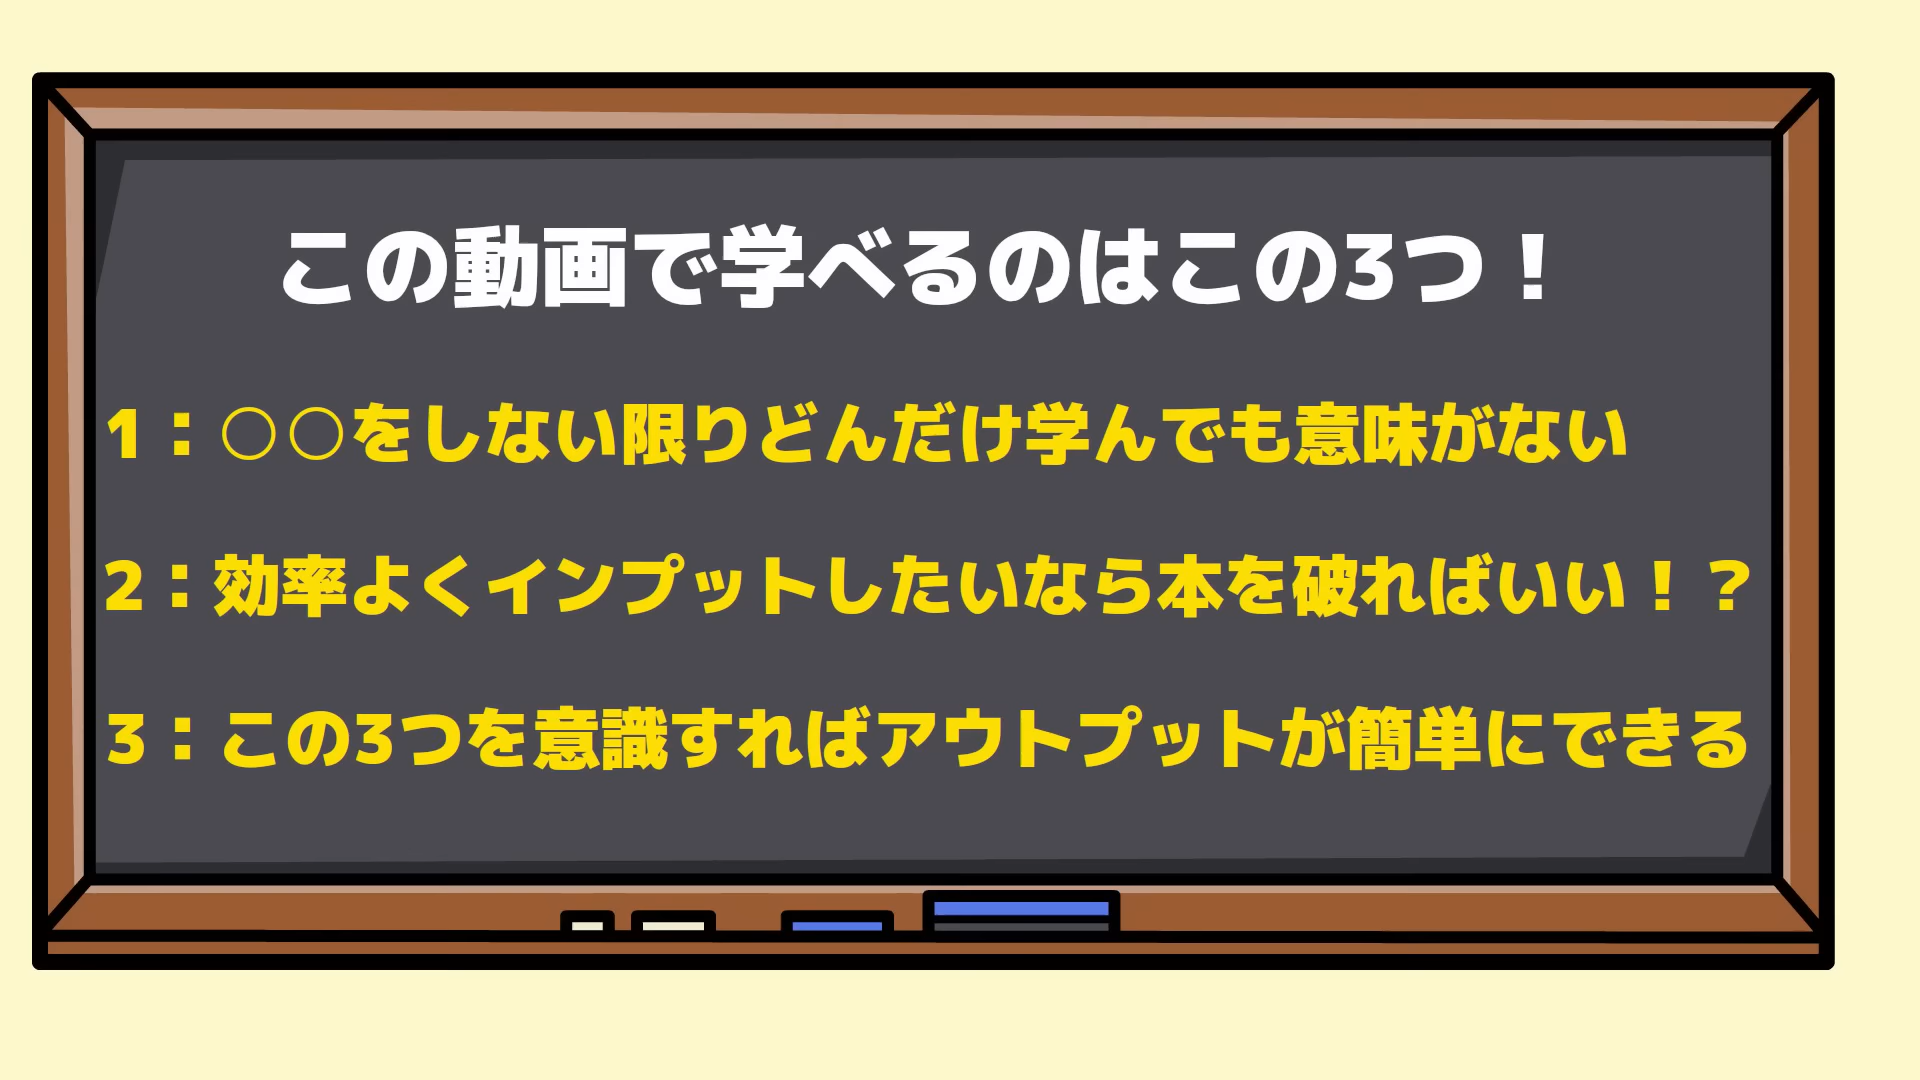 この動画で学べるのはこの3つ！
1：○○をしない限りどんだけ学んでも意味がない
2：効率よくインプットしたいなら本を破ればいい！？
3：この3つを意識すればアウトプットが簡単にできる